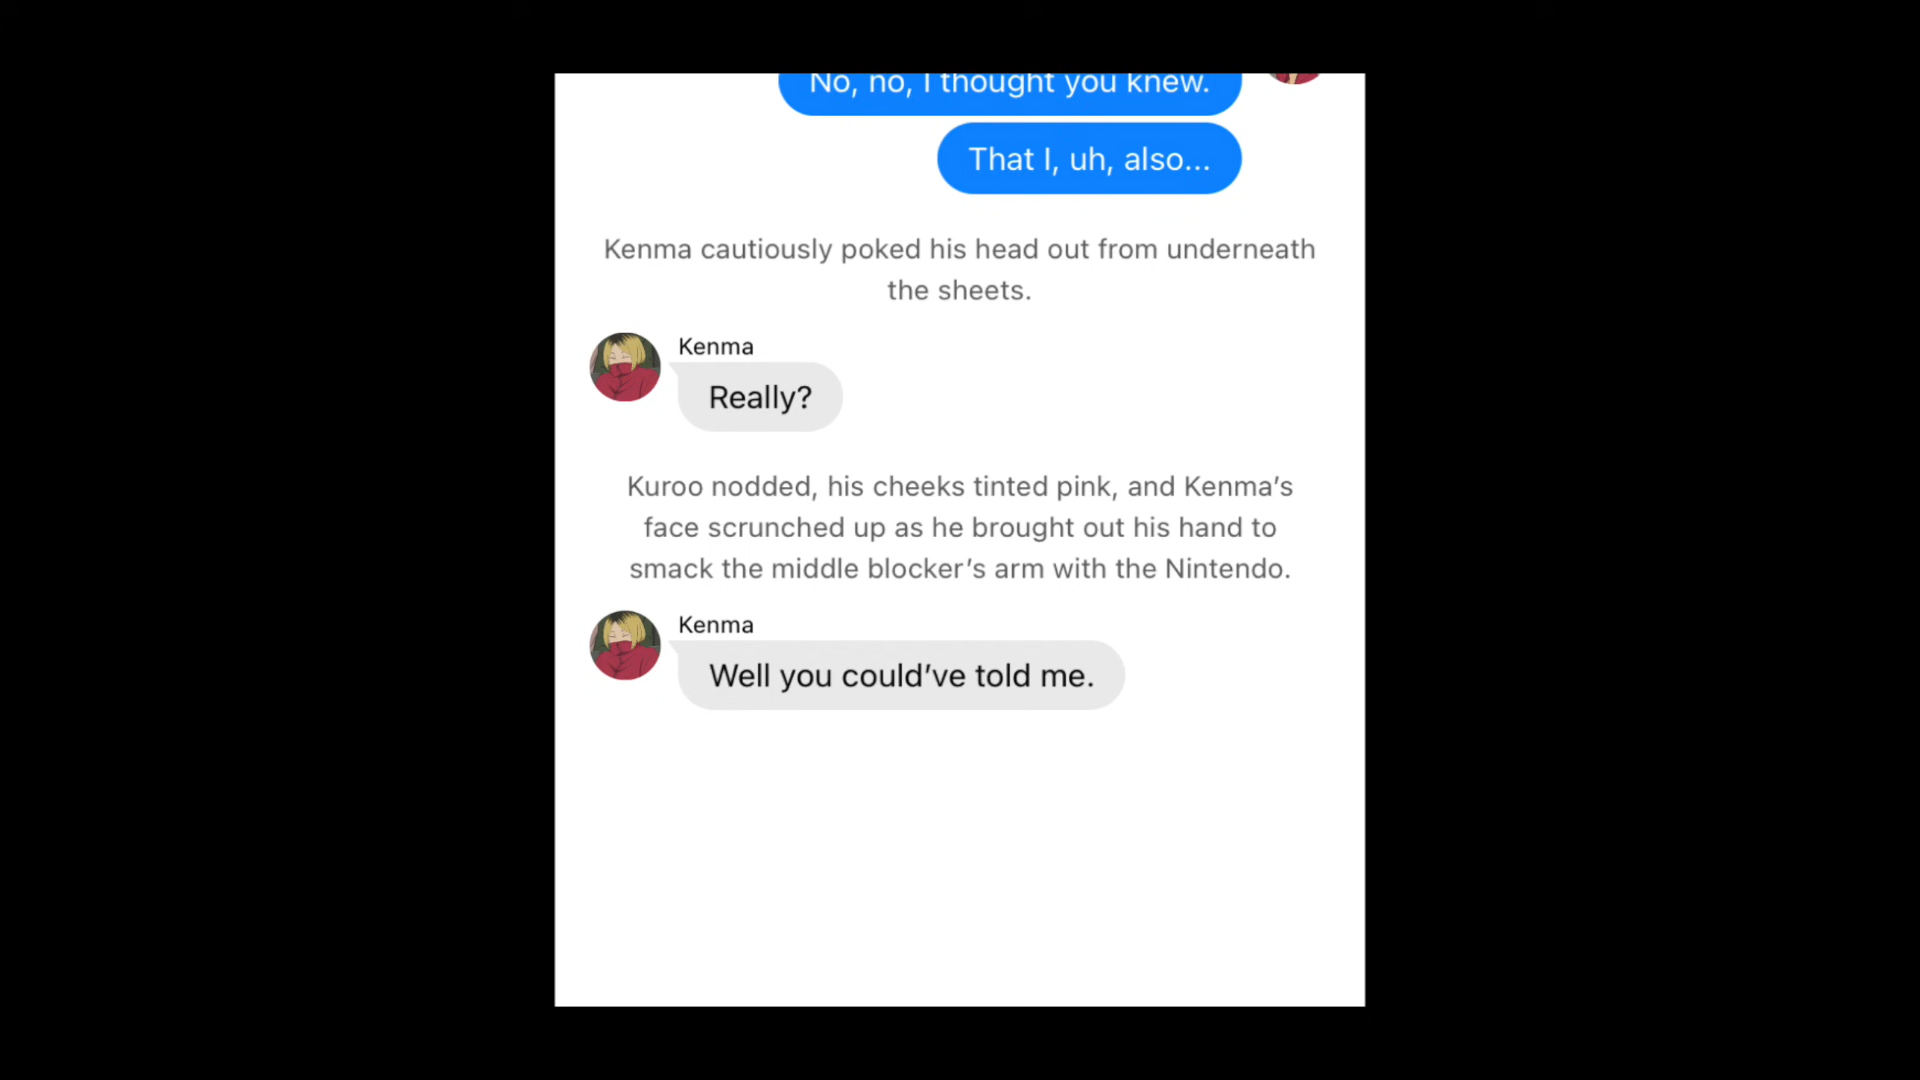 No, no, I thought you knew.
That I, uh, also...
Kenma cautiously poked his head out from underneath
the sheets.
Kenma
Really?
Kuroo nodded, his cheeks tinted pink, and Kenma’s
face scrunched up as he brought out his hand to
smack the middle blocker’s arm with the Nintendo.
Kenma
Well you could’ve told me.